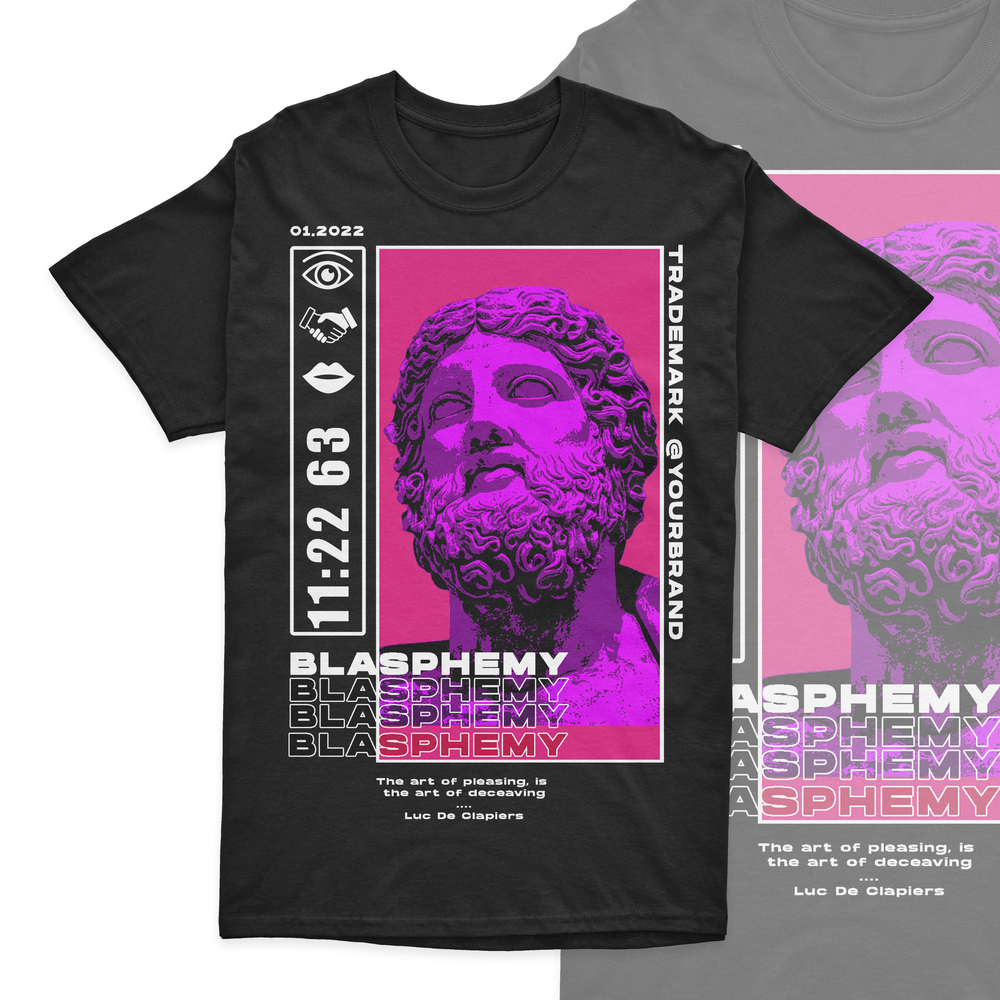 01.2022
11:22 63
TRADEMARK @YOURBRAND
BLASPHEMY
BLASPHEMY
BLASPHEMY
BLASPHEMY
The art of pleasing, is
the art of deceaving
....
Luc De Clapiers
ASPHEMY
ASPHEMY
ASPHEMY
ASPHEMY
The art of pleasing, is
the art of deceaving
....
Luc De Clapiers